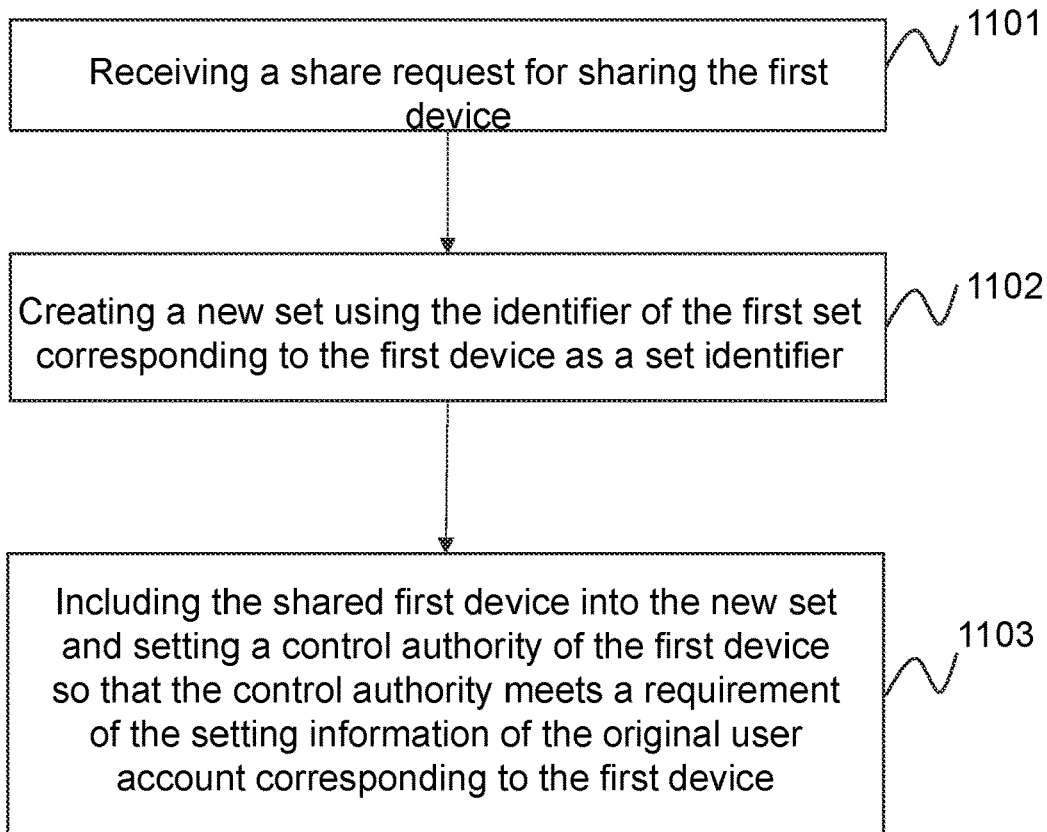 1101
Receiving a share request for sharing the first
device
1102
Creating a new set using the identifier of the first set
corresponding to the first device as a set identifier
1103
Including the shared first device into the new set
and setting a control authority of the first device
so that the control authority meets a requirement
of the setting information of the original user
account corresponding to the first device